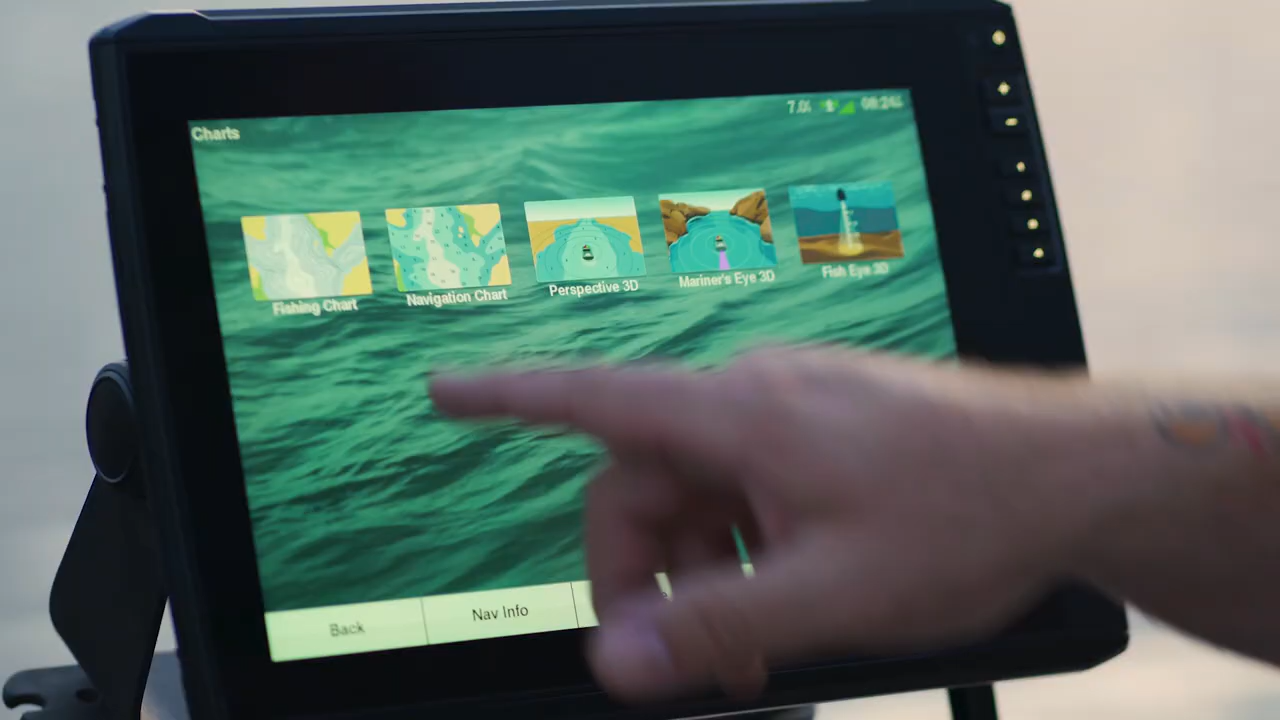 Charts
Fishing Chart
Navigation Chart
Perspective 3D
Mariner's Eye 3D
Fish Eye 3D
Back
Nav Info